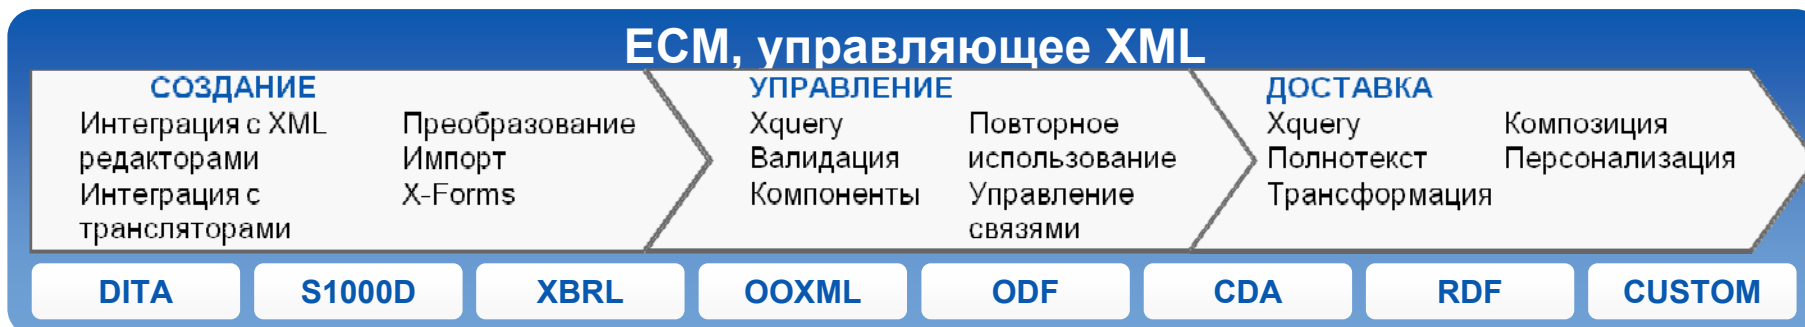 ECM, управляющее XML
СОЗДАНИЕ
Интеграция с XML
редакторами
Интеграция с
трансляторами
Преобразование
Импорт
X-Forms
УПРАВЛЕНИЕ
Xquery
Валидация
Компоненты
Повторное
использование
Управление
связями
ДОСТАВКА
Xquery
Полнотекст
Трансформация
Композиция
Персонализация
DITA
S1000D
XBRL
OOXML
ODF
CDA
RDF
CUSTOM